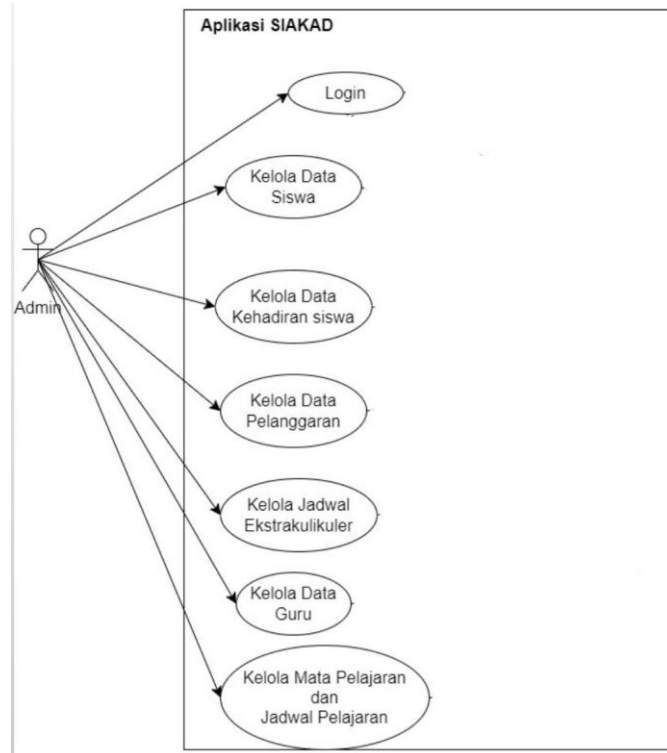 Aplikasi SIAKAD
Login
Kelola Data
Siswa
Admin
Kelola Data
Kehadiran siswa
Kelola Data
Pelanggaran
Kelola Jadwal
Ekstrakulikuler
Kelola Data
Guru
Kelola Mata Pelajaran
dan
Jadwal Pelajaran